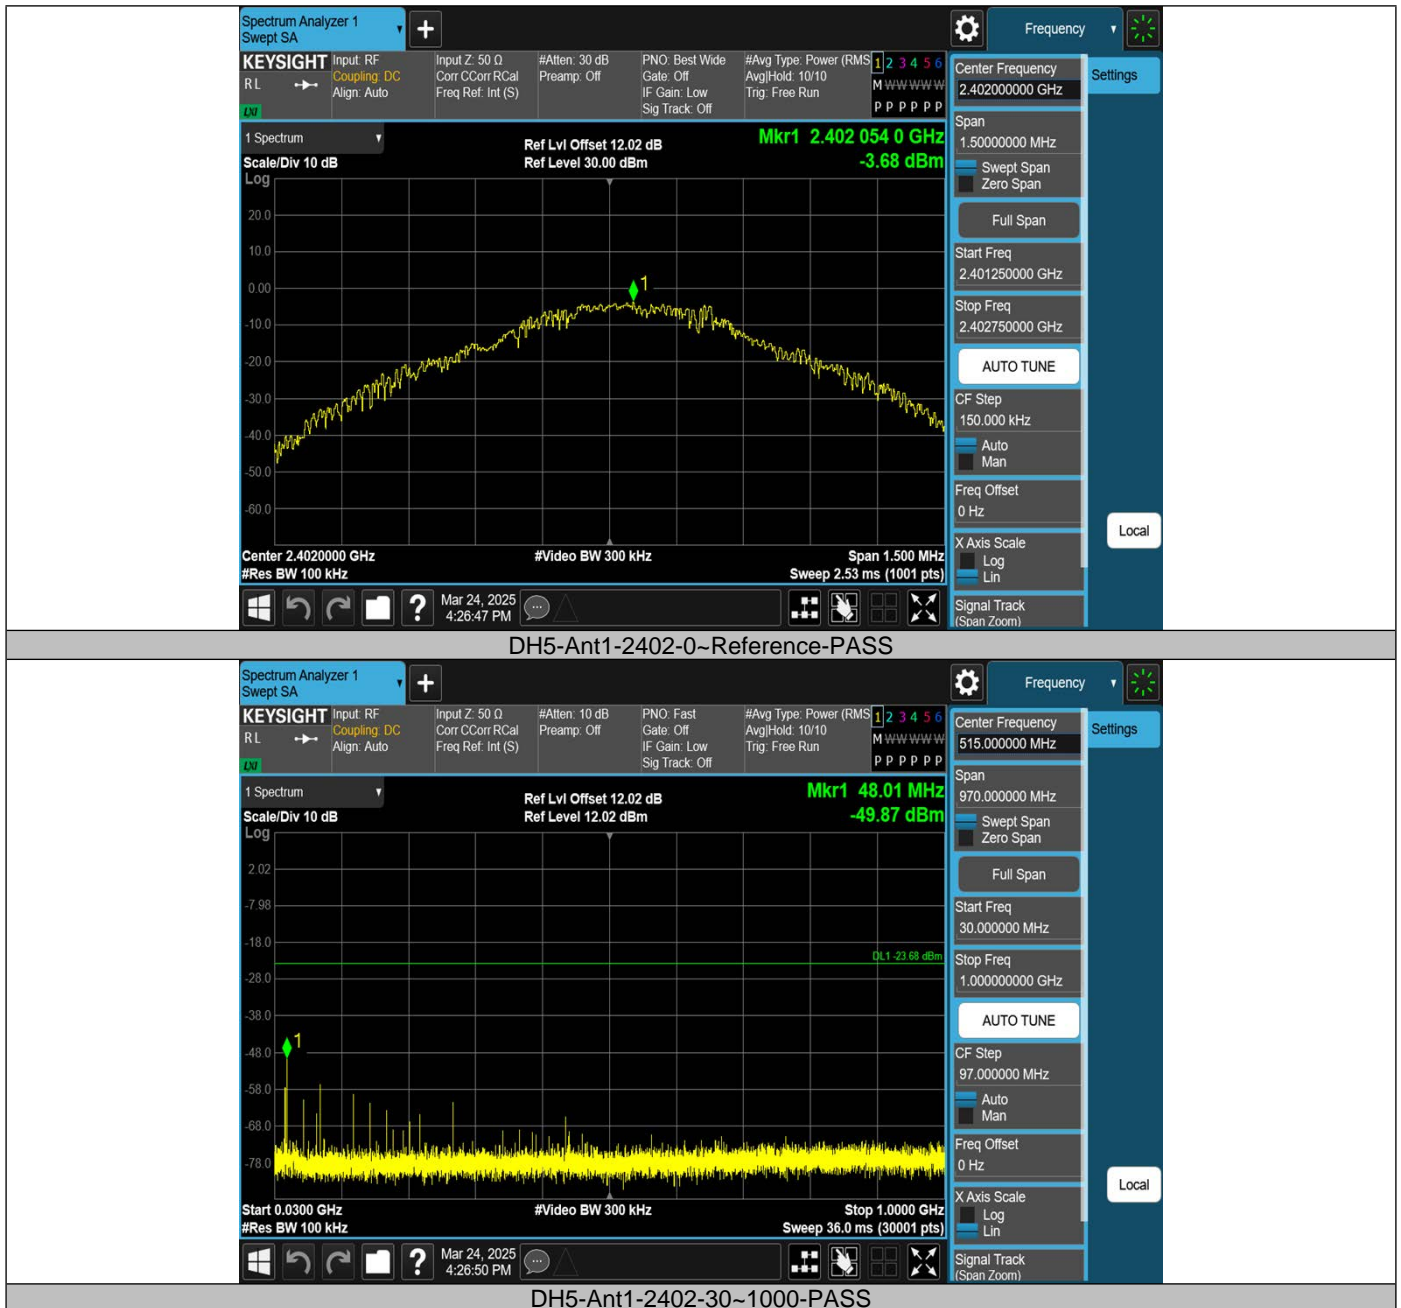 Spectrum Analyzer 1
Swept SA
+
Frequency
KEYSIGHT
RL
LXI
Input: RF
Coupling: DC
Align: Auto
Input Z: 50 Ω
Corr CCorr RCal
Freq Ref: Int (S)
#Atten: 30 dB
Preamp: Off
PNO: Best Wide
Gate: Off
IF Gain: Low
Sig Track: Off
#Avg Type: Power (RMS
Avg|Hold: 10/10
Trig: Free Run
1 2 3 4 5 6
M W W W W W
P P P P P P
1 Spectrum
Scale/Div 10 dB
Log
Ref Lvl Offset 12.02 dB
Ref Level 30.00 dBm
Mkr1 2.402 054 0 GHz
-3.68 dBm
20.0
10.0
0.00
-10.0
-20.0
-30.0
-40.0
-50.0
-60.0
1
Center 2.4020000 GHz
#Res BW 100 kHz
#Video BW 300 kHz
Span 1.500 MHz
Sweep 2.53 ms (1001 pts)
?
Mar 24, 2025
4:26:47 PM
Center Frequency
2.402000000 GHz
Span
1.50000000 MHz
Swept Span
Zero Span
Full Span
Start Freq
2.401250000 GHz
Stop Freq
2.402750000 GHz
AUTO TUNE
CF Step
150.000 kHz
Auto
Man
Freq Offset
0 Hz
X Axis Scale
Log
Lin
Signal Track
(Span Zoom)
Settings
Local
DH5-Ant1-2402-0~Reference-PASS
Spectrum Analyzer 1
Swept SA
+
Frequency
KEYSIGHT
RL
LXI
Input: RF
Coupling: DC
Align: Auto
Input Z: 50 Ω
Corr CCorr RCal
Freq Ref: Int (S)
#Atten: 10 dB
Preamp: Off
PNO: Fast
Gate: Off
IF Gain: Low
Sig Track: Off
#Avg Type: Power (RMS
Avg|Hold: 10/10
Trig: Free Run
1 2 3 4 5 6
M W W W W W
P P P P P P
1 Spectrum
Scale/Div 10 dB
Log
Ref Lvl Offset 12.02 dB
Ref Level 12.02 dBm
Mkr1 48.01 MHz
-49.87 dBm
2.02
-7.98
-18.0
-28.0
-38.0
-48.0
-58.0
-68.0
-78.0
DL1 -23.68 dBm
1
Start 0.0300 GHz
#Res BW 100 kHz
#Video BW 300 kHz
Stop 1.0000 GHz
Sweep 36.0 ms (30001 pts)
?
Mar 24, 2025
4:26:50 PM
Center Frequency
515.000000 MHz
Span
970.000000 MHz
Swept Span
Zero Span
Full Span
Start Freq
30.000000 MHz
Stop Freq
1.000000000 GHz
AUTO TUNE
CF Step
97.000000 MHz
Auto
Man
Freq Offset
0 Hz
X Axis Scale
Log
Lin
Signal Track
(Span Zoom)
Settings
Local
DH5-Ant1-2402-30~1000-PASS